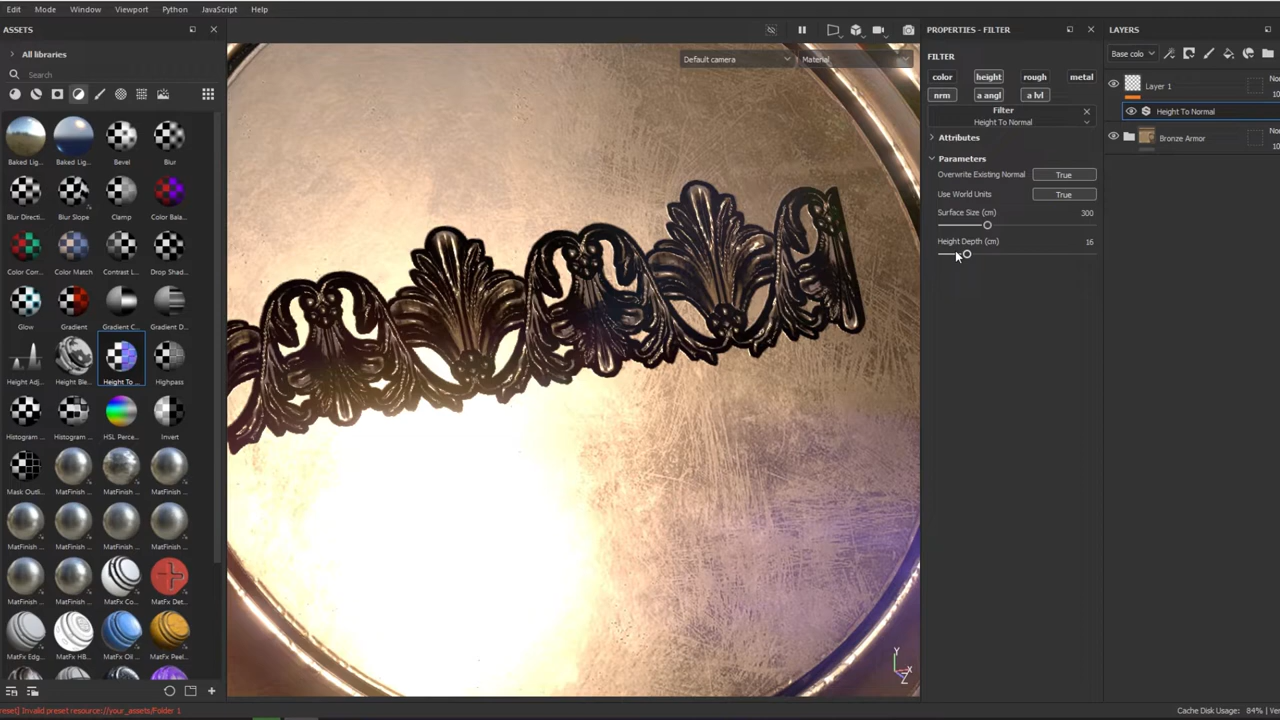 Edit Mode Window Viewport Python JavaScript Help
ASSETS
All libraries
Search
Baked Lig... Baked Lig... Bevel Blur
Blur Directi... Blur Slope Clamp Color Bala...
Color Corr... Color Match Contrast L... Drop Shad...
Glow Gradient Gradient C... Gradient D...
Height Adj... Height Ble... Height To ... Highpass
Histogram ... Histogram ... HSL Perce... Invert
Mask Outli... MatFinish ... MatFinish ... MatFinish ...
MatFinish ... MatFinish ... MatFinish ... MatFinish ...
MatFinish ... MatFinish ... MatFx Co... MatFx Det...
MatFx Edg... MatFx HB... MatFx Oil ... MatFx Peel...
reset] Invalid preset resource://your_assets/Folder 1
Default camera Material
Y
X
Z
PROPERTIES - FILTER
FILTER
color height rough metal
nrm a angl a lvl
Filter
Height To Normal
Attributes
Parameters
Overwrite Existing Normal True
Use World Units True
Surface Size (cm) 300
Height Depth (cm) 16
LAYERS
Base colo
Layer 1
Height To Normal
Bronze Armor
Cache Disk Usage: 84% | Ver